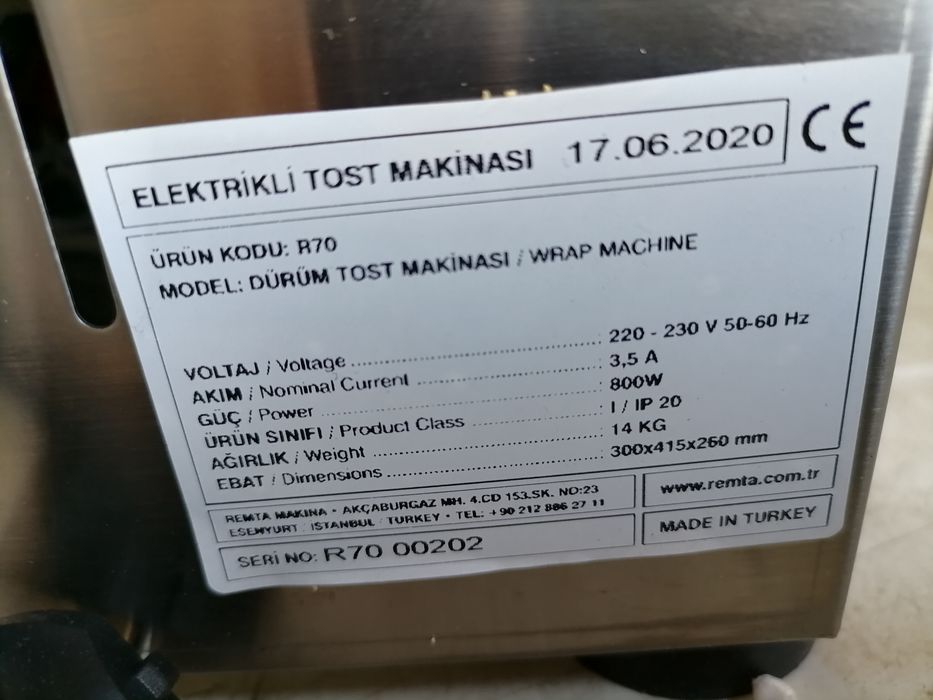 ELEKTRİKLİ TOST MAKİNASI 17.06.2020 CE
ÜRÜN KODU: R70
MODEL: DÜRÜM TOST MAKİNASI / WRAP MACHINE
VOLTAJ / Voltage : 220 - 230 V 50-60 Hz
AKIM / Nominal Current : 3,5 A
GÜÇ / Power : 800W
ÜRÜN SINIFI / Product Class : I / IP 20
AĞIRLIK / Weight : 14 KG
EBAT / Dimensions : 300x415x260 mm
REMTA MAKİNA • AKÇABURGAZ MH. 4.CD 153.SK. NO:23
ESENYURT / ISTANBUL / TURKEY • TEL: +90 212 886 27 11
www.remta.com.tr
SERİ NO: R70 00202
MADE IN TURKEY